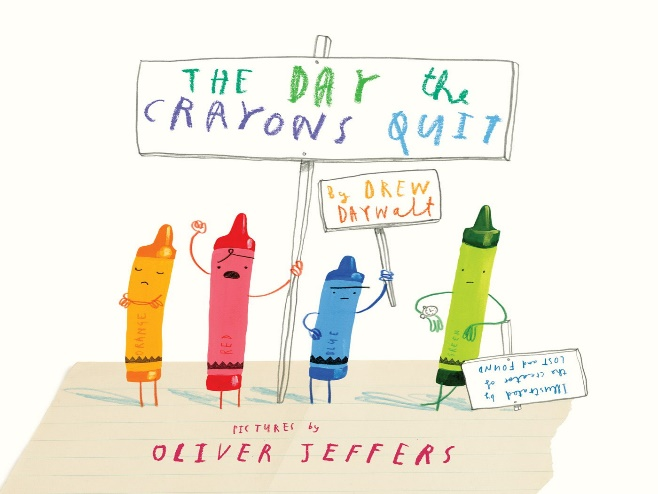 THE DAY the
CRAYONS QUIT
By DREW
DAYWalt
ORANGE
RED
BLUE
GREEN
Illustrated by
the creator of
LOST and FOUND
PICTURES by
OLIVER JEFFERS